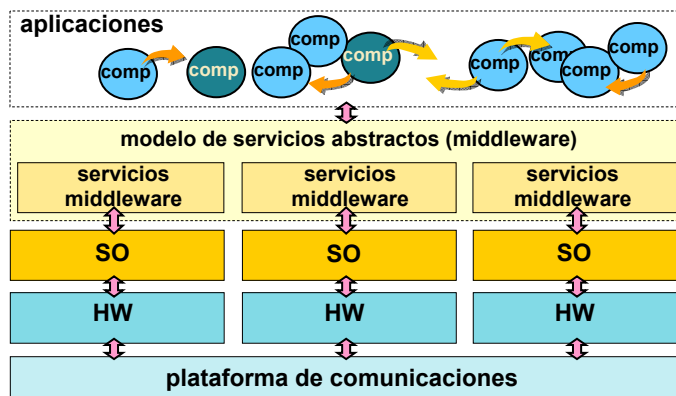 aplicaciones
comp
comp
comp
comp
comp
comp
comp
comp
comp
modelo de servicios abstractos (middleware)
servicios
middleware
servicios
middleware
servicios
middleware
SO
SO
SO
HW
HW
HW
plataforma de comunicaciones